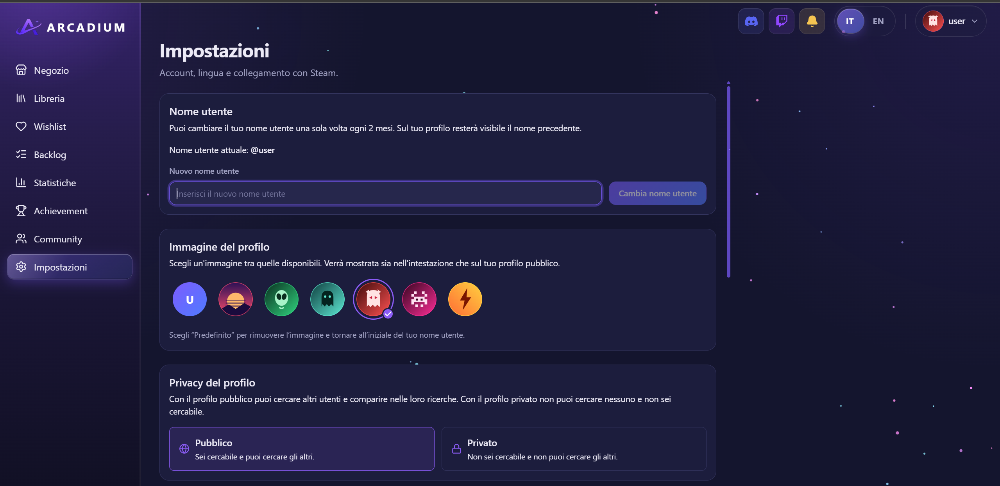 ARCADIUM
Negozio
Libreria
Wishlist
Backlog
Statistiche
Achievement
Community
Impostazioni
IT
EN
user
Impostazioni
Account, lingua e collegamento con Steam.
Nome utente
Puoi cambiare il tuo nome utente una sola volta ogni 2 mesi. Sul tuo profilo resterà visibile il nome precedente.
Nome utente attuale: @user
Nuovo nome utente
Inserisci il nuovo nome utente
Cambia nome utente
Immagine del profilo
Scegli un'immagine tra quelle disponibili. Verrà mostrata sia nell'intestazione che sul tuo profilo pubblico.
U
Scegli “Predefinito” per rimuovere l’immagine e tornare all’iniziale del tuo nome utente.
Privacy del profilo
Con il profilo pubblico puoi cercare altri utenti e comparire nelle loro ricerche. Con il profilo privato non puoi cercare nessuno e non sei
cercabile.
Pubblico
Sei cercabile e puoi cercare gli altri.
Privato
Non sei cercabile e non puoi cercare gli altri.